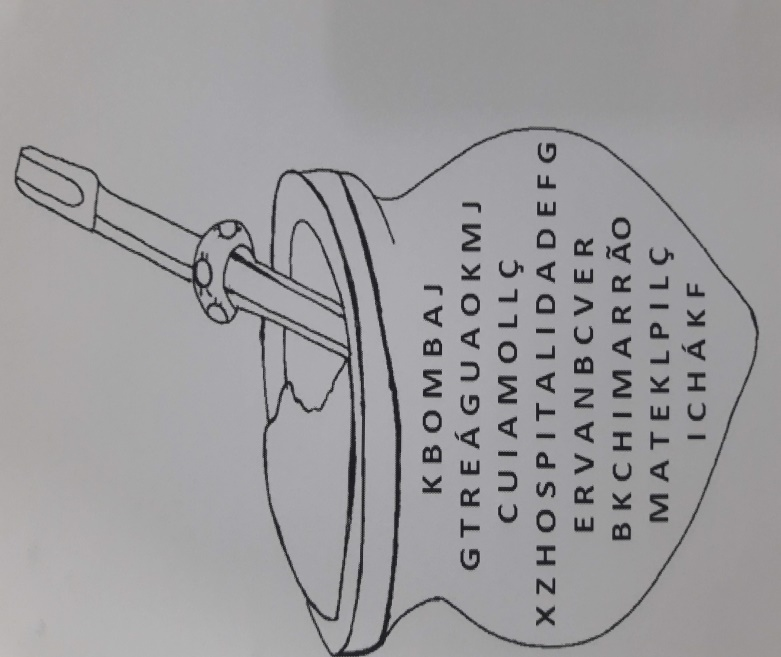 KBOMBAJ
GTREÁGUAOKMJ
CUIAMOLLÇ
XZHOSPITALIDADEFG
ERVANBCVER
BKCHIMARRÃO
MATEKLPILÇ
ICHÁKF